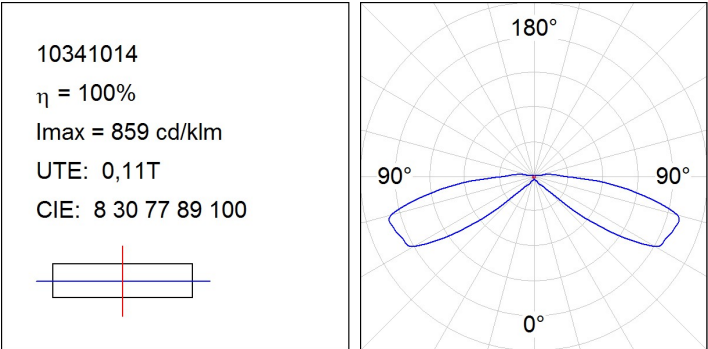 10341014
η = 100%
Imax = 859 cd/klm
UTE: 0,11T
CIE: 8 30 77 89 100
180°
90° 90°
0°